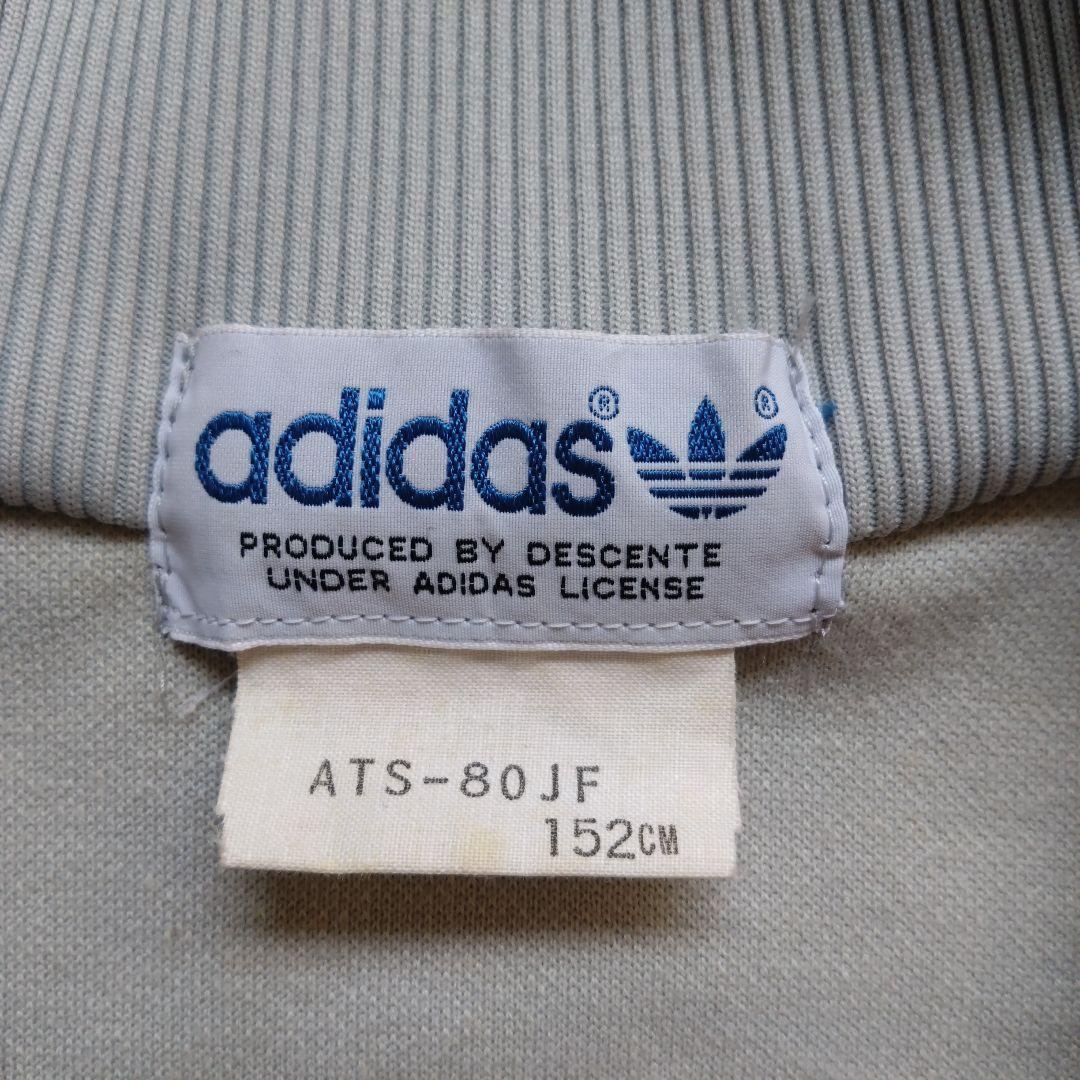 adidas® ®
PRODUCED BY DESCENTE
UNDER ADIDAS LICENSE
ATS-80JF
152CM